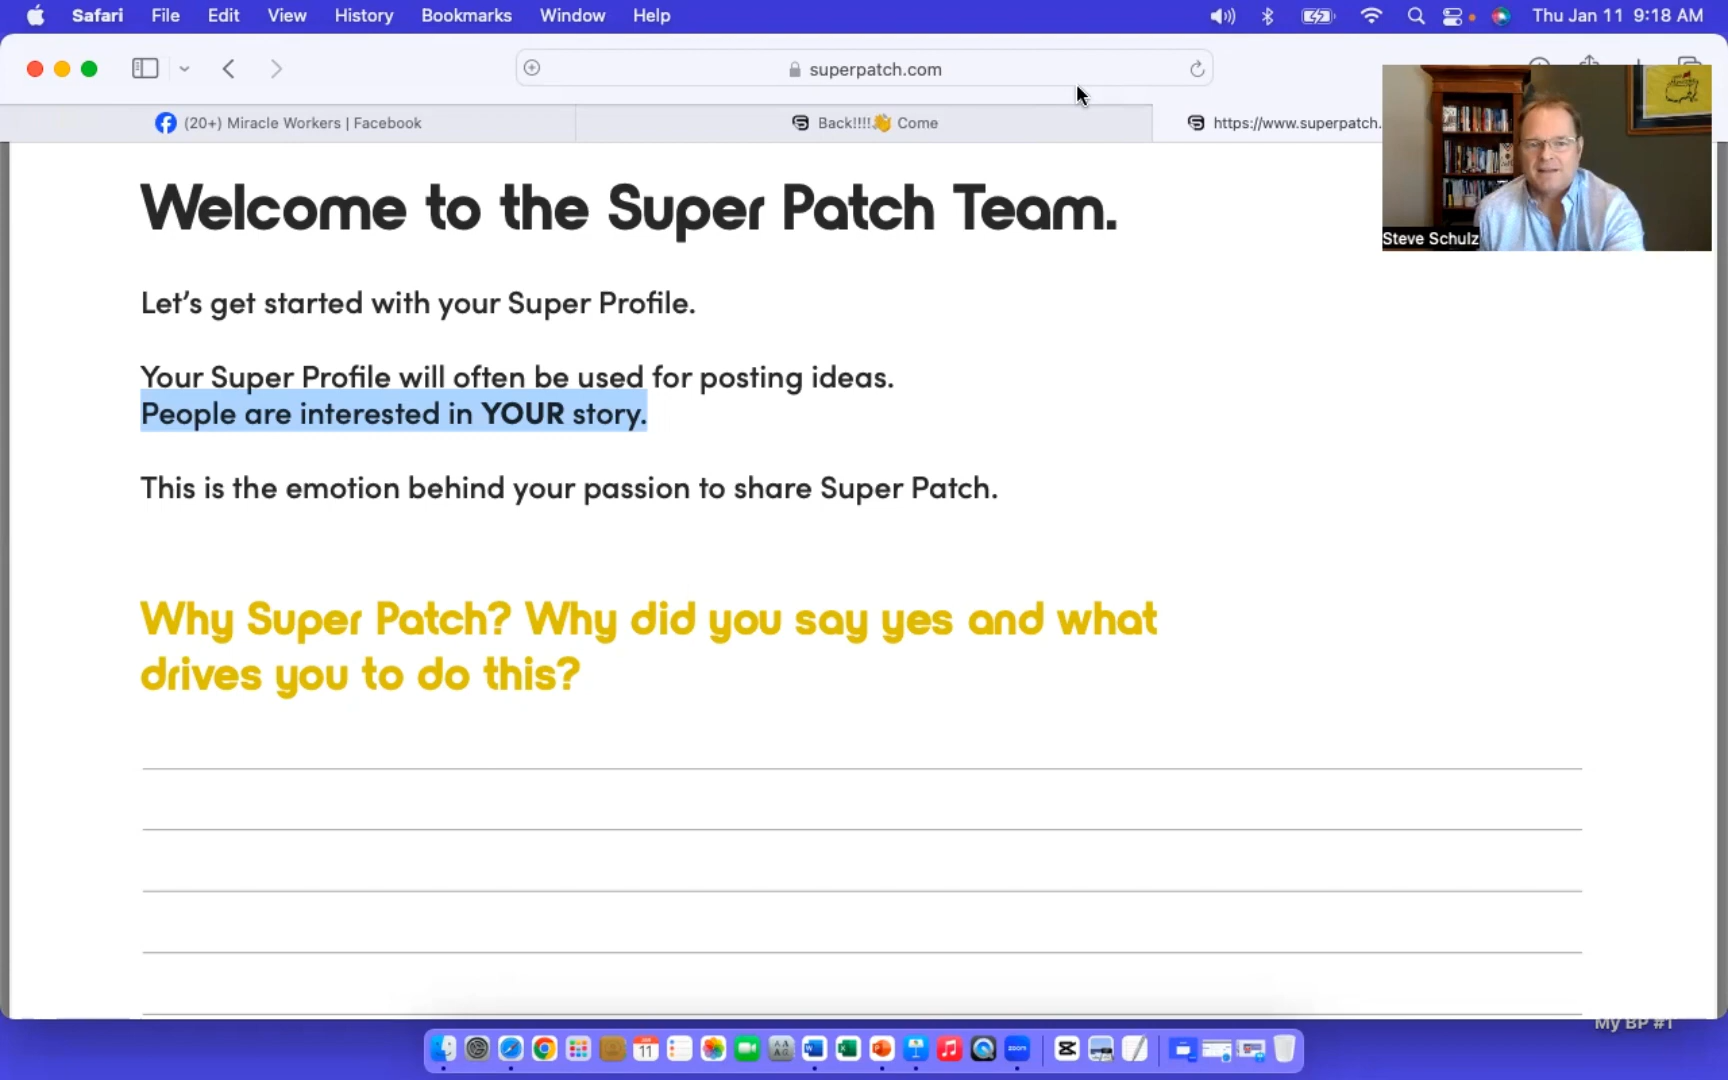 Safari File Edit View History Bookmarks Window Help Thu Jan 11 9:18 AM
superpatch.com
(20+) Miracle Workers | Facebook
Back!!!!👋 Come
https://www.superpatch.
Steve Schulz
Welcome to the Super Patch Team.
Let’s get started with your Super Profile.
Your Super Profile will often be used for posting ideas.
People are interested in YOUR story.
This is the emotion behind your passion to share Super Patch.
Why Super Patch? Why did you say yes and what
drives you to do this?
My BP #1
11
zoom